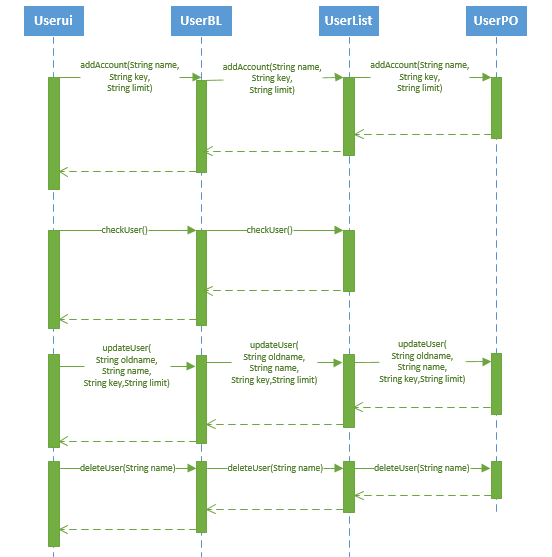 Userui
UserBL
UserList
UserPO
addAccount(String name,
String key,
String limit)
addAccount(String name,
String key,
String limit)
addAccount(String name,
String key,
String limit)
checkUser()
checkUser()
updateUser(
String oldname,
String name,
String key,String limit)
updateUser(
String oldname,
String name,
String key,String limit)
updateUser(
String oldname,
String name,
String key,String limit)
deleteUser(String name)
deleteUser(String name)
deleteUser(String name)